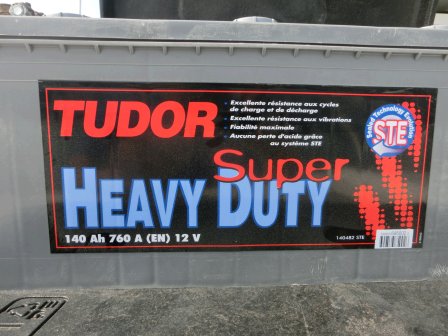 TUDOR
- Excellente résistance aux cycles
de charge et de décharge
- Excellente résistance aux vibrations
- Fiabilité maximale
- Aucune perte d'acide grâce
au système STE
Sealed Technology Evolution
STE
Super
HEAVY DUTY
140 Ah 760 A (EN) 12 V
140482 STE